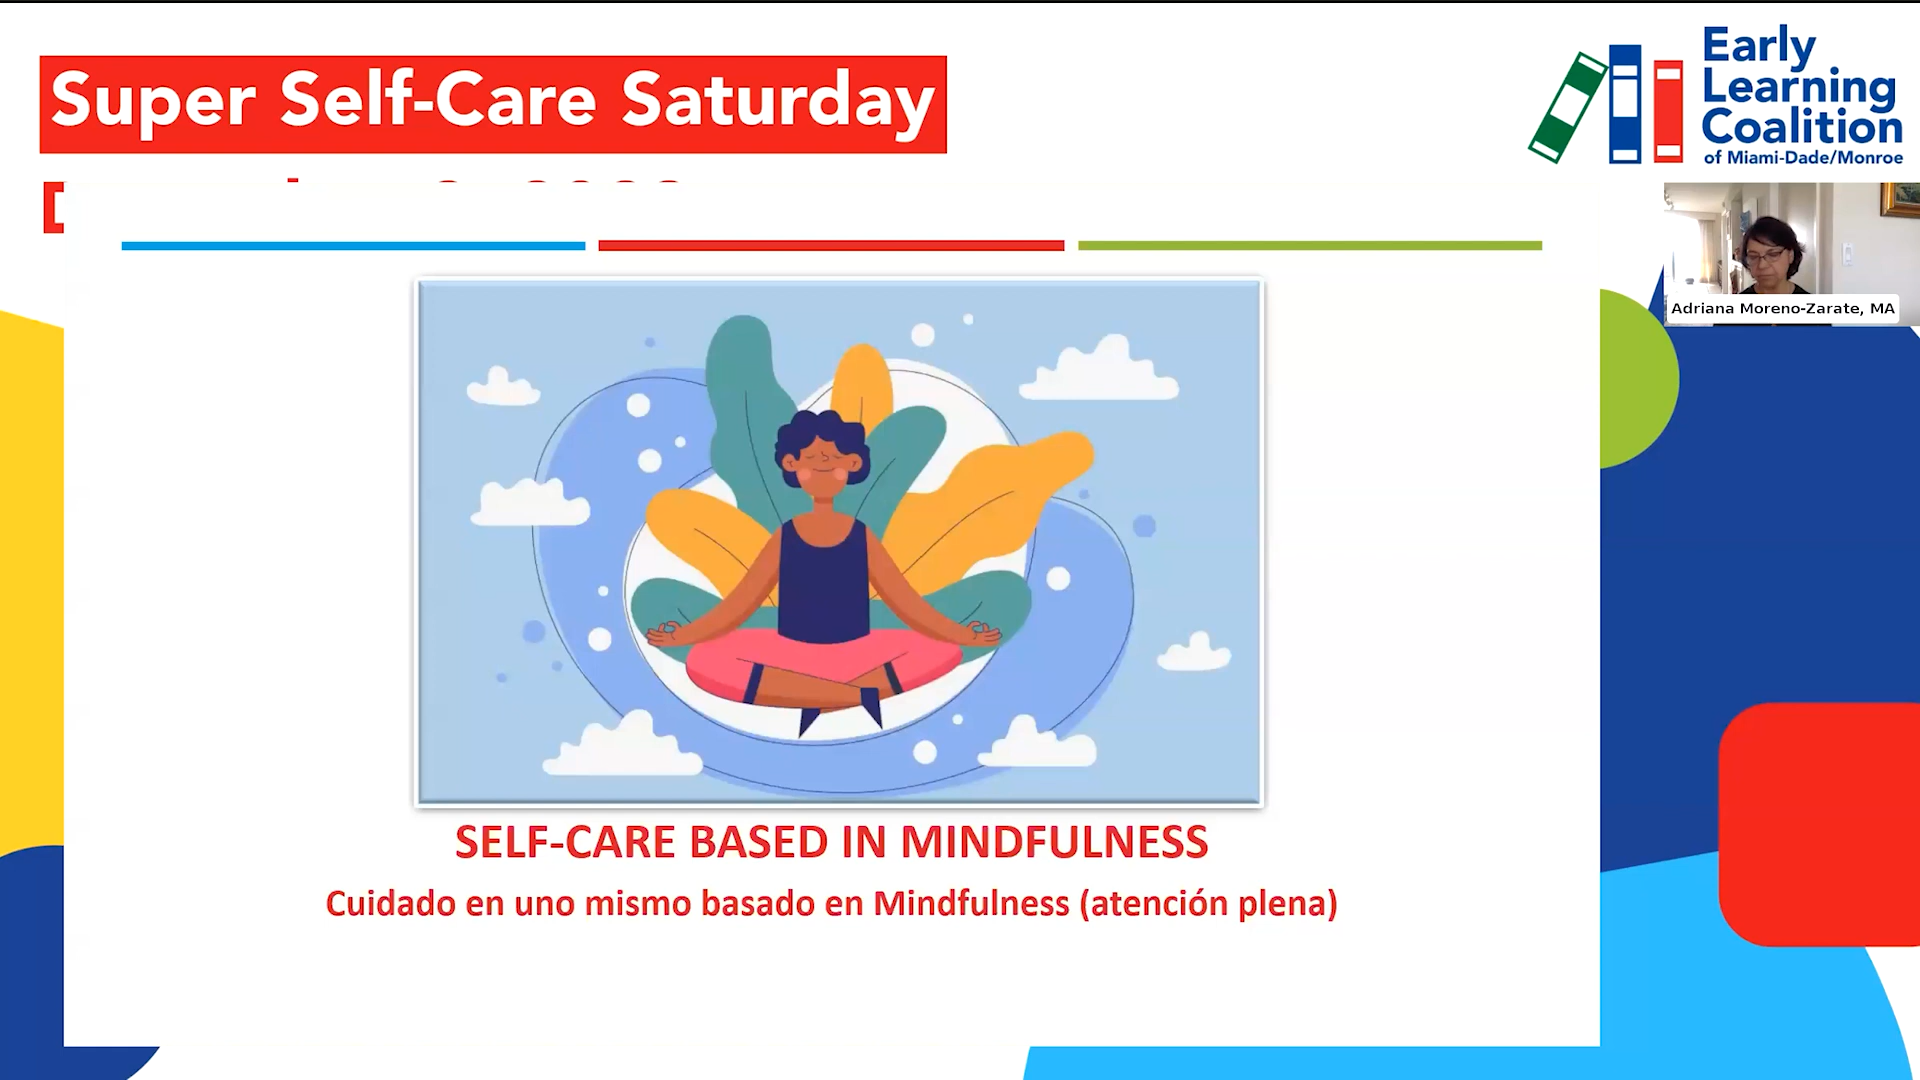 Super Self-Care Saturday
Early
Learning
Coalition
of Miami-Dade/Monroe
Adriana Moreno-Zarate, MA
SELF-CARE BASED IN MINDFULNESS
Cuidado en uno mismo basado en Mindfulness (atención plena)